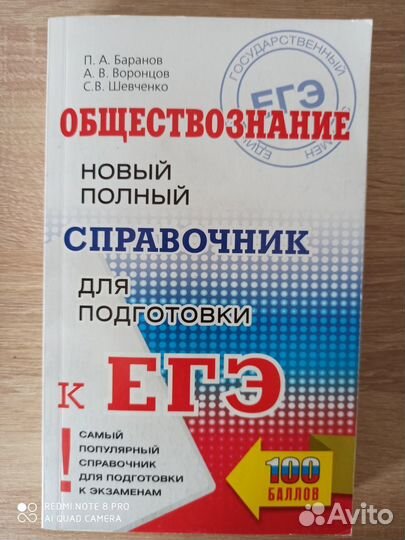 П. А. Баранов
А. В. Воронцов
С.В. Шевченко
ГОСУДАРСТВЕННЫЙ
ЕГЭ
ОБЩЕСТВОЗНАНИЕ
НОВЫЙ
ПОЛНЫЙ
СПРАВОЧНИК
ДЛЯ
ПОДГОТОВКИ
К ЕГЭ
! САМЫЙ
ПОПУЛЯРНЫЙ
СПРАВОЧНИК
ДЛЯ ПОДГОТОВКИ
К ЭКЗАМЕНАМ
100
БАЛЛОВ
REDMI NOTE 8 PRO
AI QUAD CAMERA
Avito